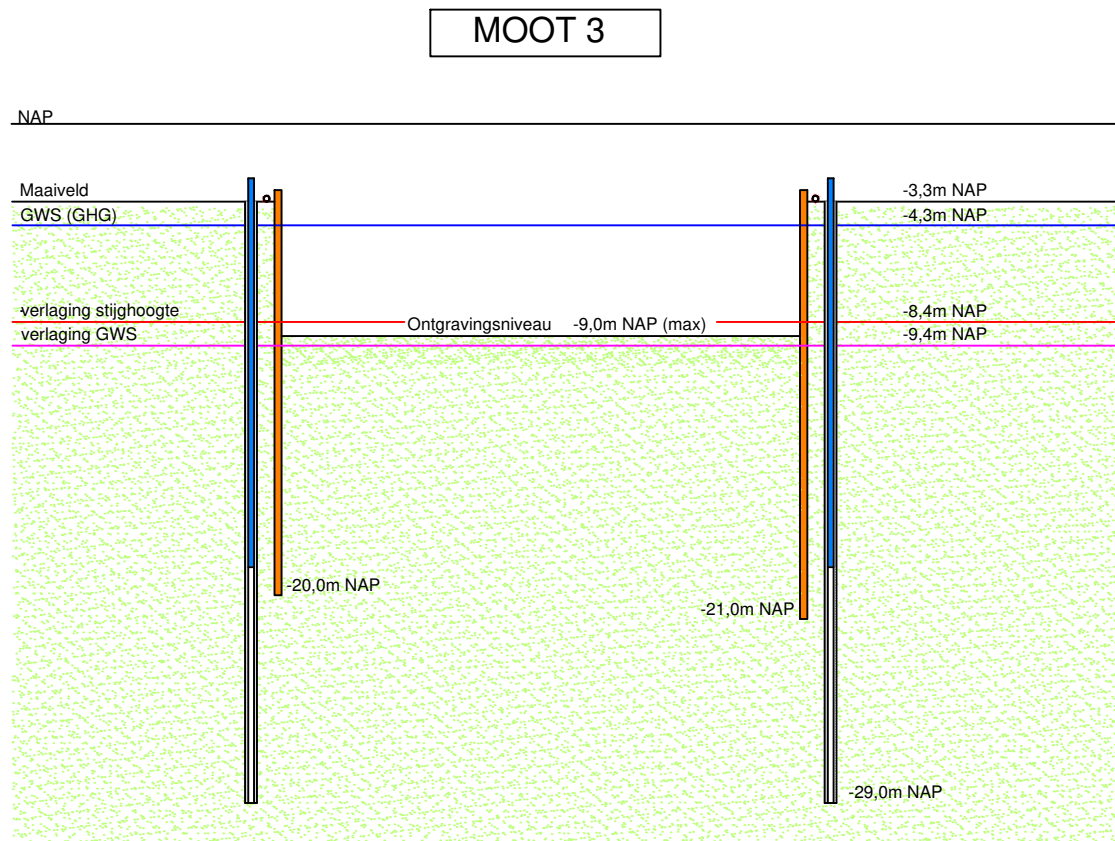 MOOT 3
NAP
Maaiveld -3,3m NAP
GWS (GHG) -4,3m NAP
verlaging stijghoogte -8,4m NAP
Ontgravingsniveau -9,0m NAP (max)
verlaging GWS -9,4m NAP
-20,0m NAP
-21,0m NAP
-29,0m NAP